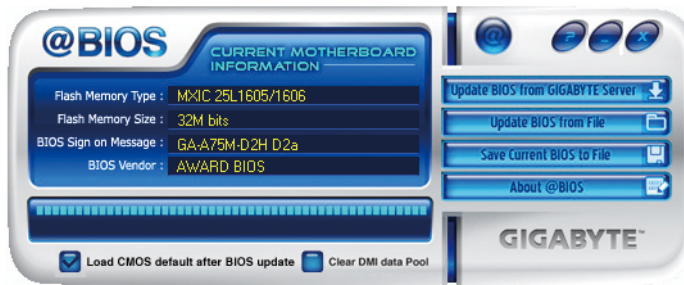 @BIOS
CURRENT MOTHERBOARD
INFORMATION
Flash Memory Type : MXIC 25L1605/1606
Flash Memory Size : 32M bits
BIOS Sign on Message : GA-A75M-D2H D2a
BIOS Vendor : AWARD BIOS
Load CMOS default after BIOS update
Clear DMI data Pool
@
? – X
Update BIOS from GIGABYTE Server
Update BIOS from File
Save Current BIOS to File
About @BIOS
GIGABYTE™